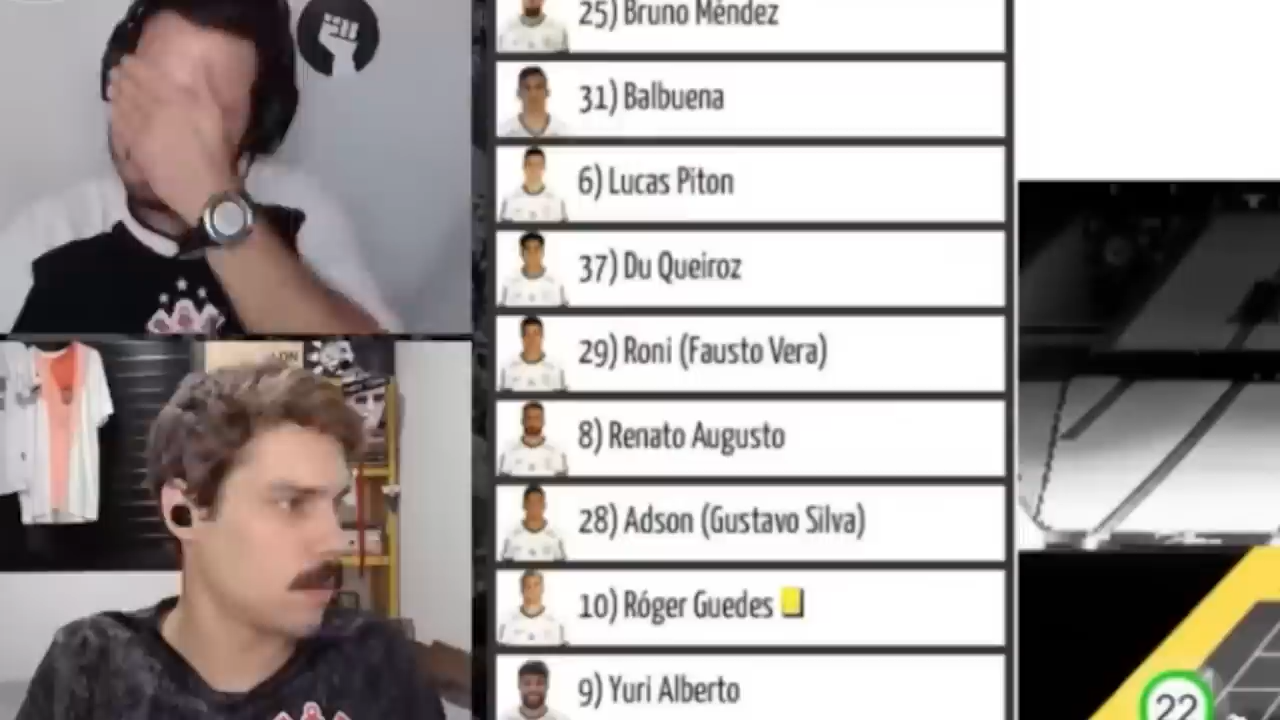 25) Bruno Méndez
31) Balbuena
6) Lucas Piton
37) Du Queiroz
29) Roni (Fausto Vera)
8) Renato Augusto
28) Adson (Gustavo Silva)
10) Róger Guedes
9) Yuri Alberto
22